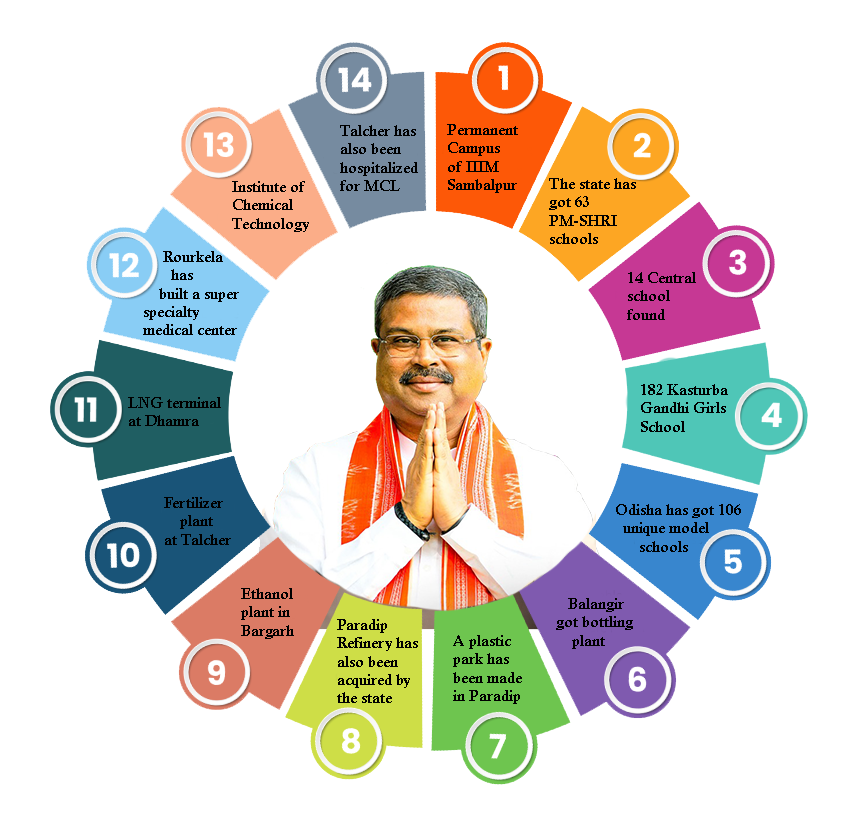 1
Permanent
Campus
of IIIM
Sambalpur
2
The state has
got 63
PM-SHRI
schools
3
14 Central
school
found
4
182 Kasturba
Gandhi Girls
School
5
Odisha has got 106
unique model
schools
6
Balangir
got bottling
plant
7
A plastic
park has
been made
in Paradip
8
Paradip
Refinery has
also been
acquired by
the state
9
Ethanol
plant in
Bargarh
10
Fertilizer
plant
at Talcher
11
LNG terminal
at Dhamra
12
Rourkela
has
built a super
specialty
medical center
13
Institute of
Chemical
Technology
14
Talcher has
also been
hospitalized
for MCL